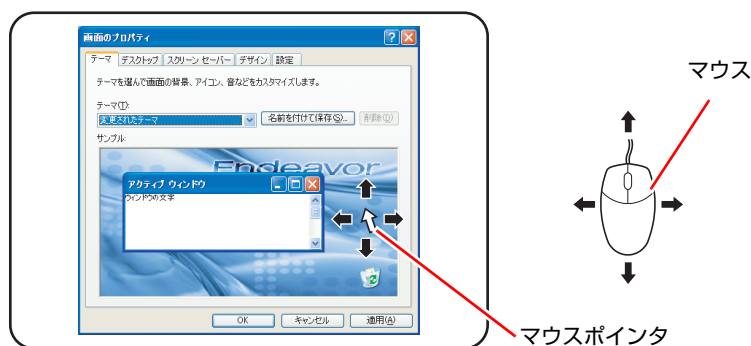 画面のプロパティ
テーマ デスクトップ スクリーン セーバー デザイン 設定
テーマを選んで画面の背景、アイコン、音などをカスタマイズします。
テーマ(T):
変更されたテーマ 名前を付けて保存(S)... 削除(D)
サンプル:
Endeavor
アクティブ ウィンドウ
ウィンドウの文字
OK キャンセル 適用(A)
マウス
マウスポインタ